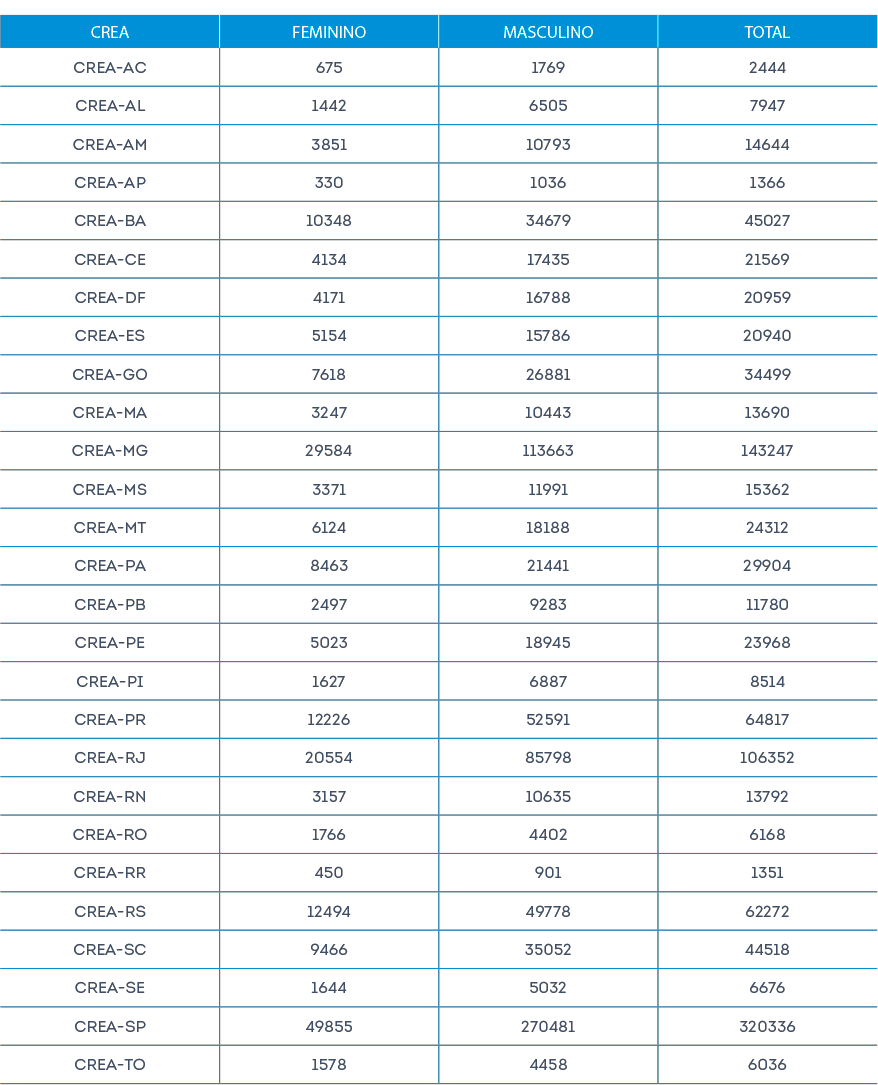 CREA FEMININO MASCULINO TOTAL
CREA-AC 675 1769 2444
CREA-AL 1442 6505 7947
CREA-AM 3851 10793 14644
CREA-AP 330 1036 1366
CREA-BA 10348 34679 45027
CREA-CE 4134 17435 21569
CREA-DF 4171 16788 20959
CREA-ES 5154 15786 20940
CREA-GO 7618 26881 34499
CREA-MA 3247 10443 13690
CREA-MG 29584 113663 143247
CREA-MS 3371 11991 15362
CREA-MT 6124 18188 24312
CREA-PA 8463 21441 29904
CREA-PB 2497 9283 11780
CREA-PE 5023 18945 23968
CREA-PI 1627 6887 8514
CREA-PR 12226 52591 64817
CREA-RJ 20554 85798 106352
CREA-RN 3157 10635 13792
CREA-RO 1766 4402 6168
CREA-RR 450 901 1351
CREA-RS 12494 49778 62272
CREA-SC 9466 35052 44518
CREA-SE 1644 5032 6676
CREA-SP 49855 270481 320336
CREA-TO 1578 4458 6036